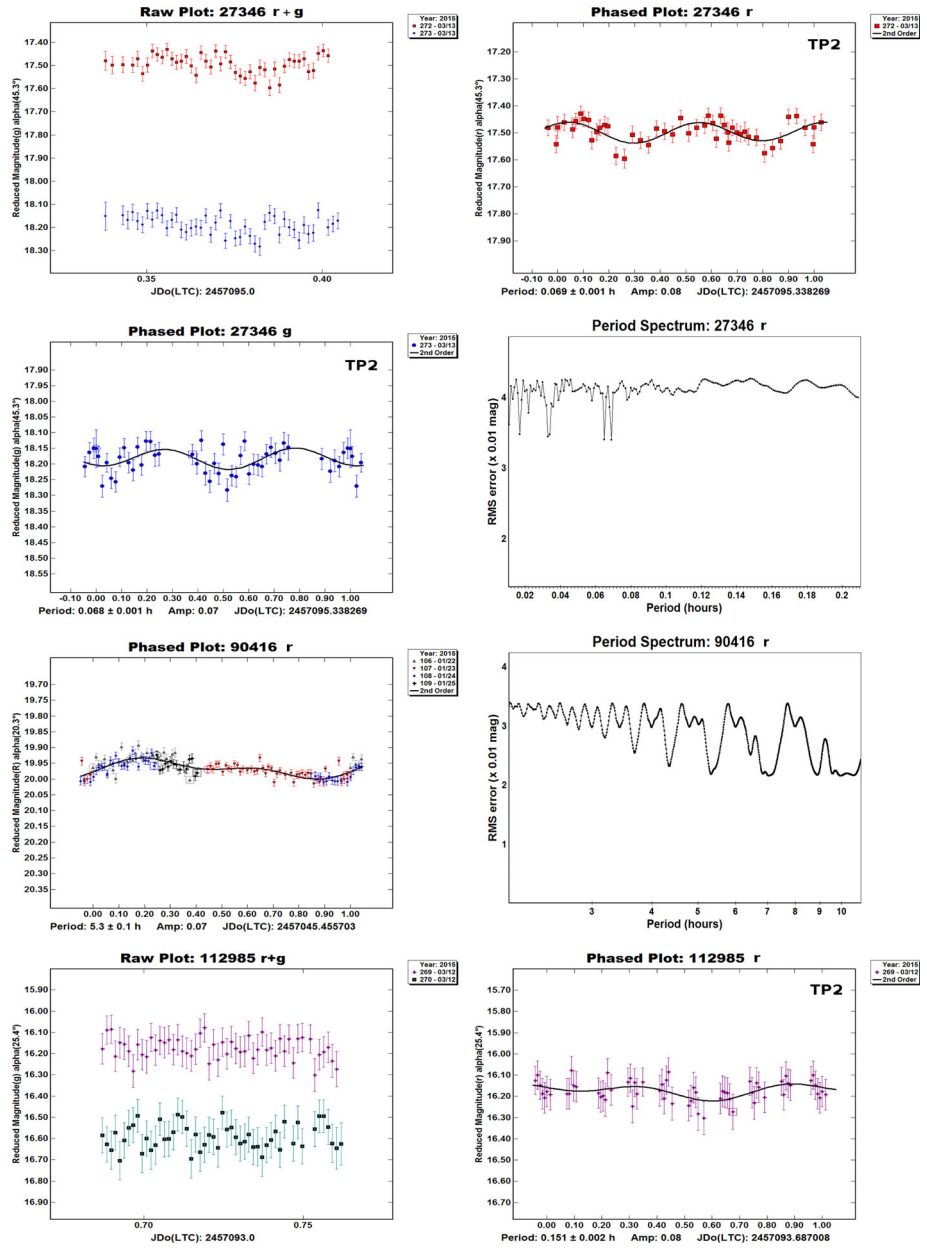 Raw Plot: 27346 r + g
Year: 2015
272 - 03/13
273 - 03/13
Reduced Magnitude(g) alpha(45.3°)
17.40
17.50
17.60
17.70
17.80
17.90
18.00
18.10
18.20
18.30
0.35
0.40
JDo(LTC): 2457095.0
Phased Plot: 27346 r
Year: 2015
272 - 03/13
2nd Order
TP2
Reduced Magnitude(r) alpha(45.3°)
17.20
17.30
17.40
17.50
17.60
17.70
17.80
17.90
-0.10 0.00 0.10 0.20 0.30 0.40 0.50 0.60 0.70 0.80 0.90 1.00
Period: 0.069 ± 0.001 h Amp: 0.08 JDo(LTC): 2457095.338269
Phased Plot: 27346 g
Year: 2015
273 - 03/13
2nd Order
TP2
Reduced Magnitude(g) alpha(45.3°)
17.90
17.95
18.00
18.05
18.10
18.15
18.20
18.25
18.30
18.35
18.40
18.45
18.50
18.55
-0.10 0.00 0.10 0.20 0.30 0.40 0.50 0.60 0.70 0.80 0.90 1.00
Period: 0.068 ± 0.001 h Amp: 0.07 JDo(LTC): 2457095.338269
Period Spectrum: 27346 r
RMS error (x 0.01 mag)
4
3
2
0.02 0.04 0.06 0.08 0.1 0.12 0.14 0.16 0.18 0.2
Period (hours)
Phased Plot: 90416 r
Year: 2015
106 - 01/22
107 - 01/23
108 - 01/24
109 - 01/25
2nd Order
Reduced Magnitude(g) alpha(20.3°)
19.70
19.75
19.80
19.85
19.90
19.95
20.00
20.05
20.10
20.15
20.20
20.25
20.30
20.35
0.00 0.10 0.20 0.30 0.40 0.50 0.60 0.70 0.80 0.90 1.00
Period: 5.3 ± 0.1 h Amp: 0.07 JDo(LTC): 2457045.455703
Period Spectrum: 90416 r
RMS error (x 0.01 mag)
4
3
2
1
3 4 5 6 7 8 9 10
Period (hours)
Raw Plot: 112985 r+g
Year: 2015
269 - 03/12
270 - 03/12
Reduced Magnitude(g) alpha(25.4°)
16.00
16.10
16.20
16.30
16.40
16.50
16.60
16.70
16.80
16.90
0.70
0.75
JDo(LTC): 2457093.0
Phased Plot: 112985 r
Year: 2015
269 - 03/12
2nd Order
TP2
Reduced Magnitude(r) alpha(25.4°)
15.70
15.80
15.90
16.00
16.10
16.20
16.30
16.40
16.50
16.60
16.70
0.00 0.10 0.20 0.30 0.40 0.50 0.60 0.70 0.80 0.90 1.00
Period: 0.151 ± 0.002 h Amp: 0.08 JDo(LTC): 2457093.687008